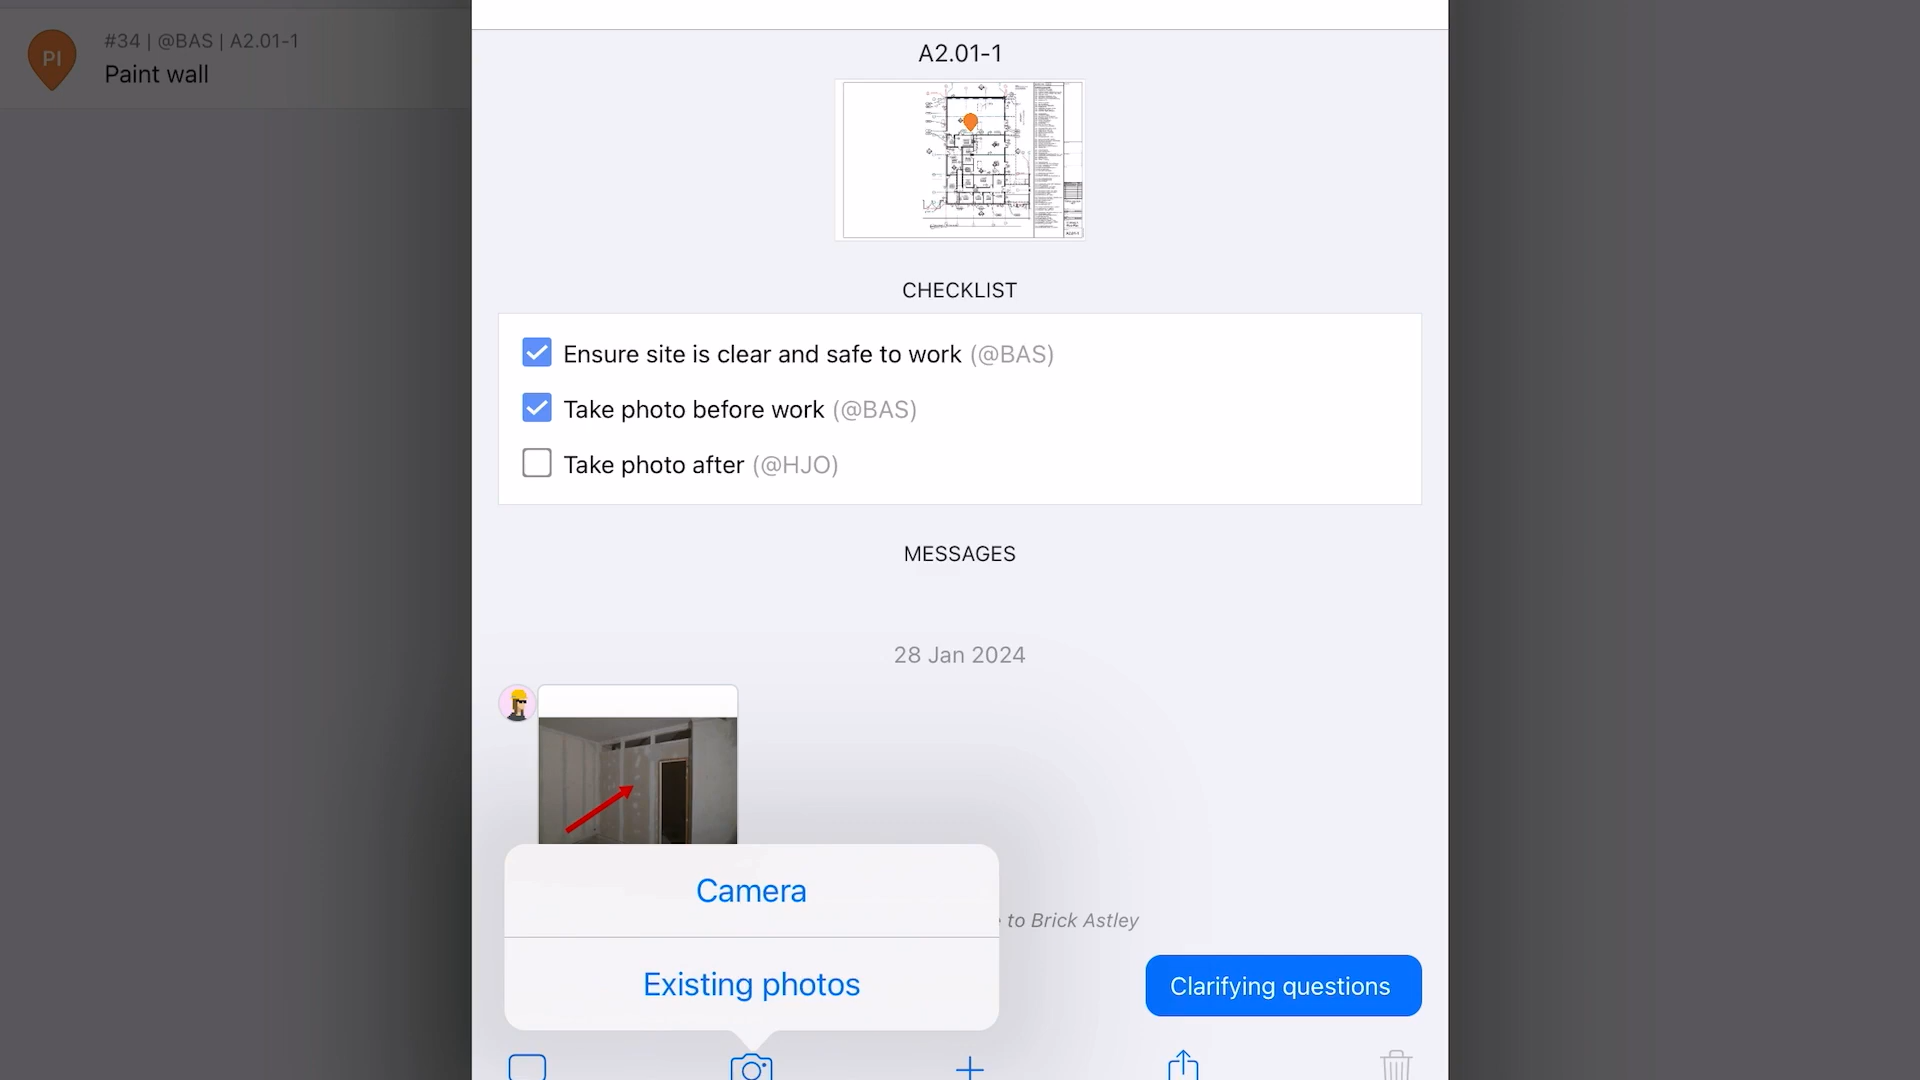 PI
#34 | @BAS | A2.01-1
Paint wall
A2.01-1
CHECKLIST
Ensure site is clear and safe to work (@BAS)
Take photo before work (@BAS)
Take photo after (@HJO)
MESSAGES
28 Jan 2024
to Brick Astley
Camera
Existing photos
Clarifying questions